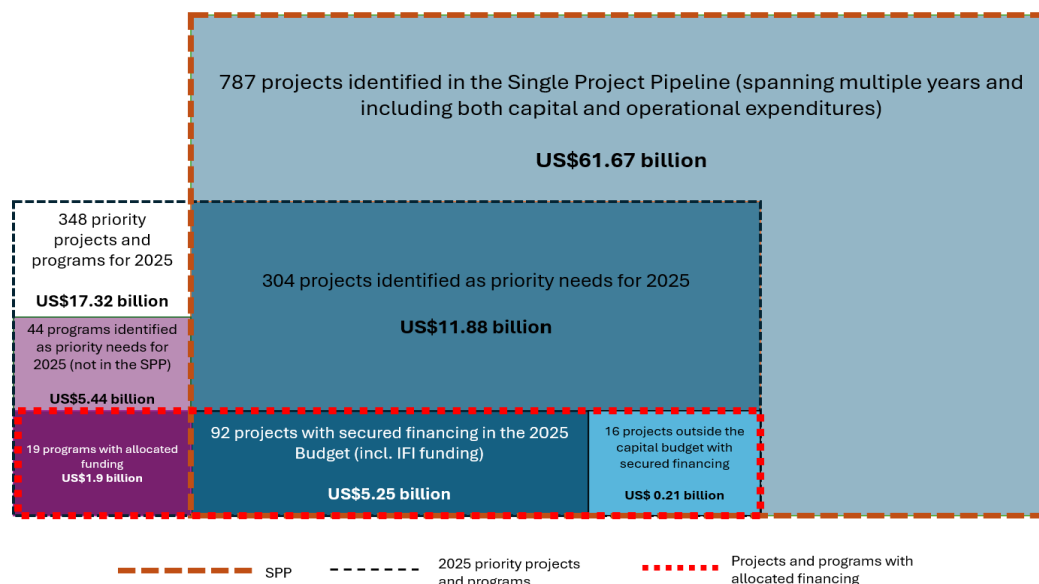 787 projects identified in the Single Project Pipeline (spanning multiple years and
including both capital and operational expenditures)
US$61.67 billion
348 priority
projects and
programs for 2025
US$17.32 billion
304 projects identified as priority needs for 2025
US$11.88 billion
44 programs identified
as priority needs for
2025 (not in the SPP)
US$5.44 billion
19 programs with allocated
funding
US$1.9 billion
92 projects with secured financing in the 2025
Budget (incl. IFI funding)
US$5.25 billion
16 projects outside the
capital budget with
secured financing
US$ 0.21 billion
SPP
2025 priority projects
and programs
Projects and programs with
allocated financing